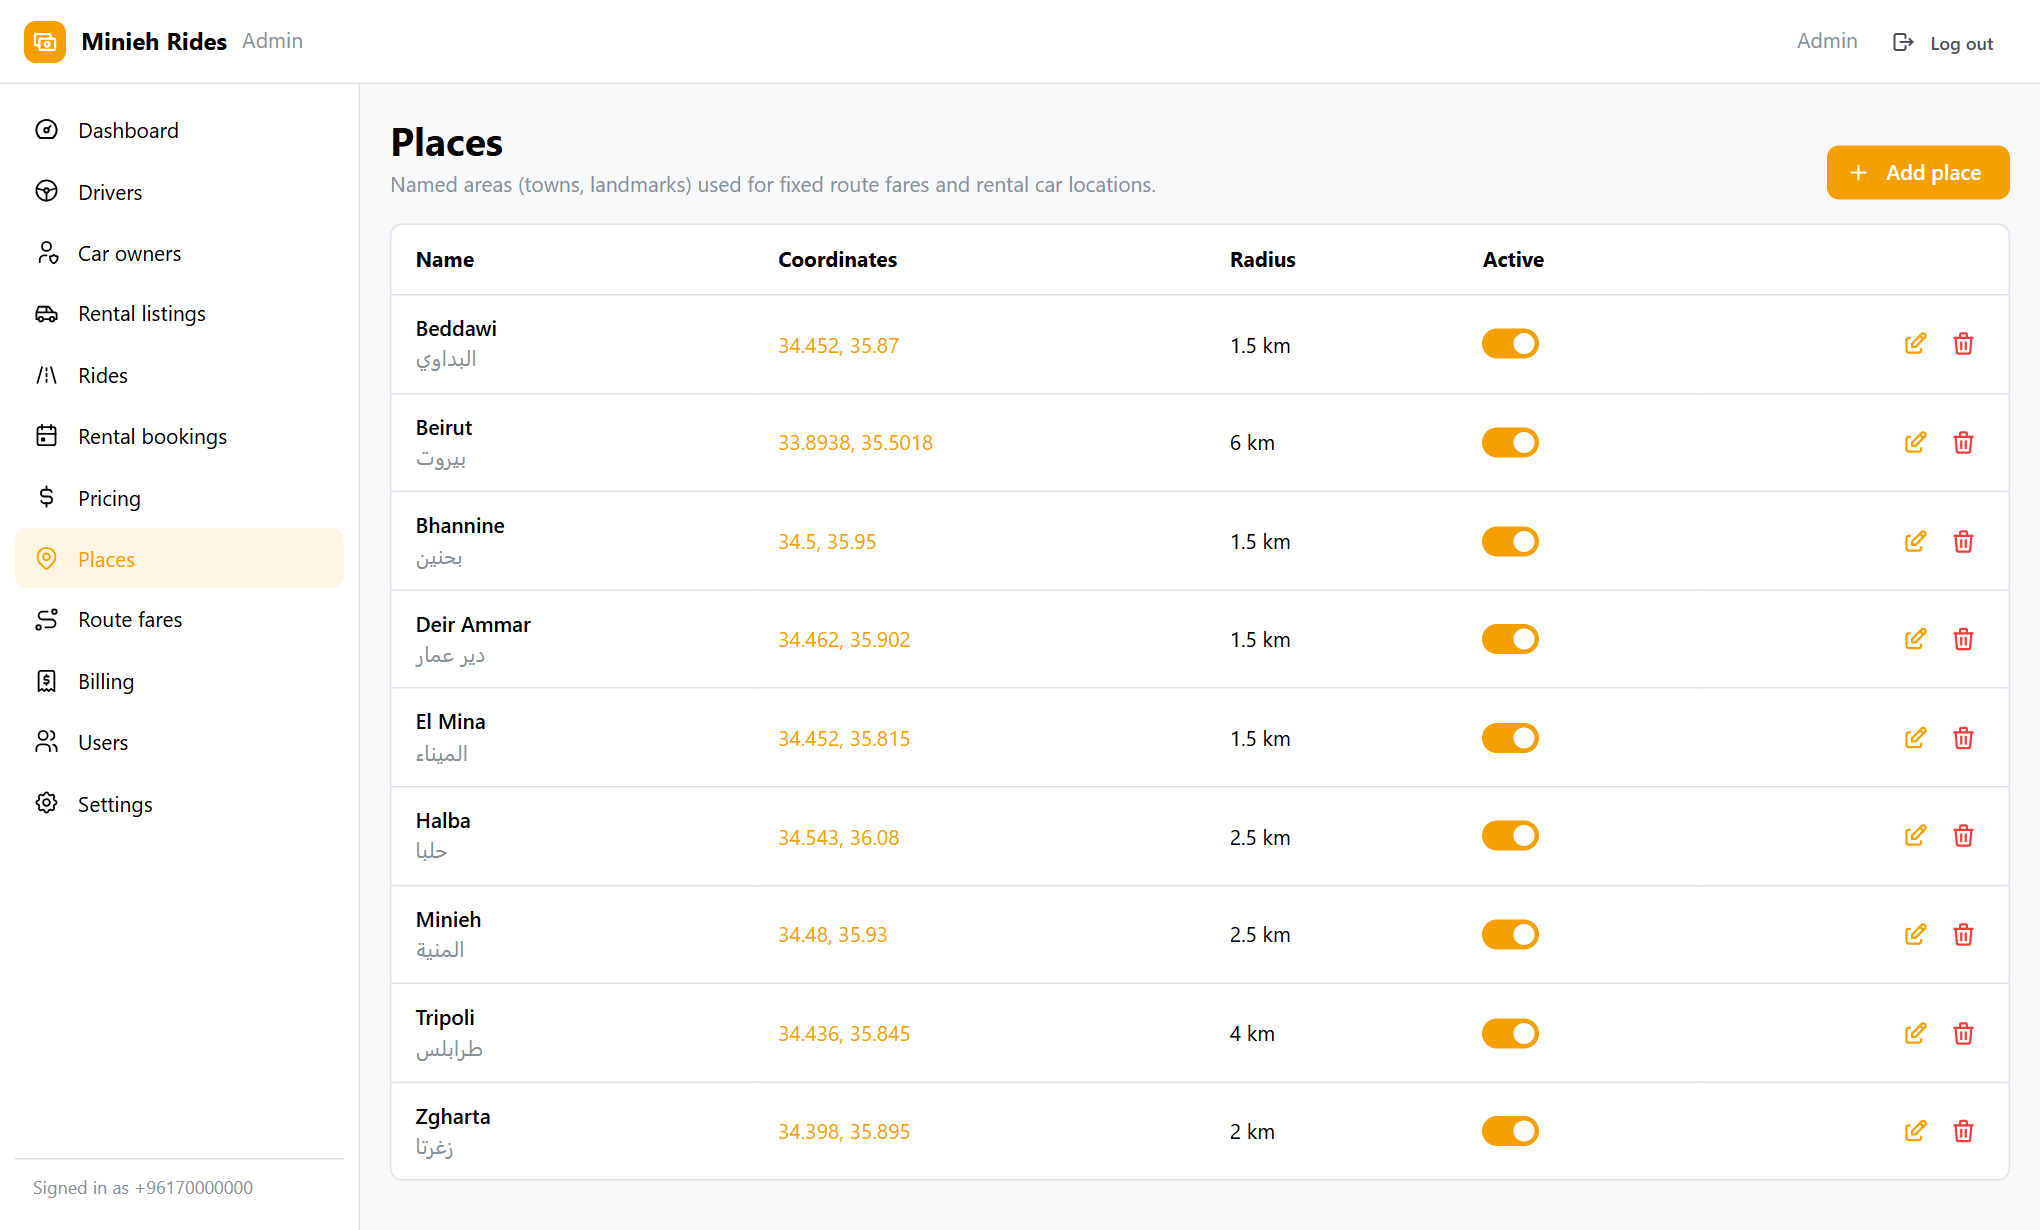 Minieh Rides Admin
Admin
Log out
Dashboard
Drivers
Car owners
Rental listings
Rides
Rental bookings
Pricing
Places
Route fares
Billing
Users
Settings
Signed in as +96170000000
Places
Named areas (towns, landmarks) used for fixed route fares and rental car locations.
+ Add place
Name Coordinates Radius Active
Beddawi
البداوي
34.452, 35.87 1.5 km
Beirut
بيروت
33.8938, 35.5018 6 km
Bhannine
بحنين
34.5, 35.95 1.5 km
Deir Ammar
دير عمار
34.462, 35.902 1.5 km
El Mina
الميناء
34.452, 35.815 1.5 km
Halba
حلبا
34.543, 36.08 2.5 km
Minieh
المنية
34.48, 35.93 2.5 km
Tripoli
طرابلس
34.436, 35.845 4 km
Zgharta
زغرتا
34.398, 35.895 2 km